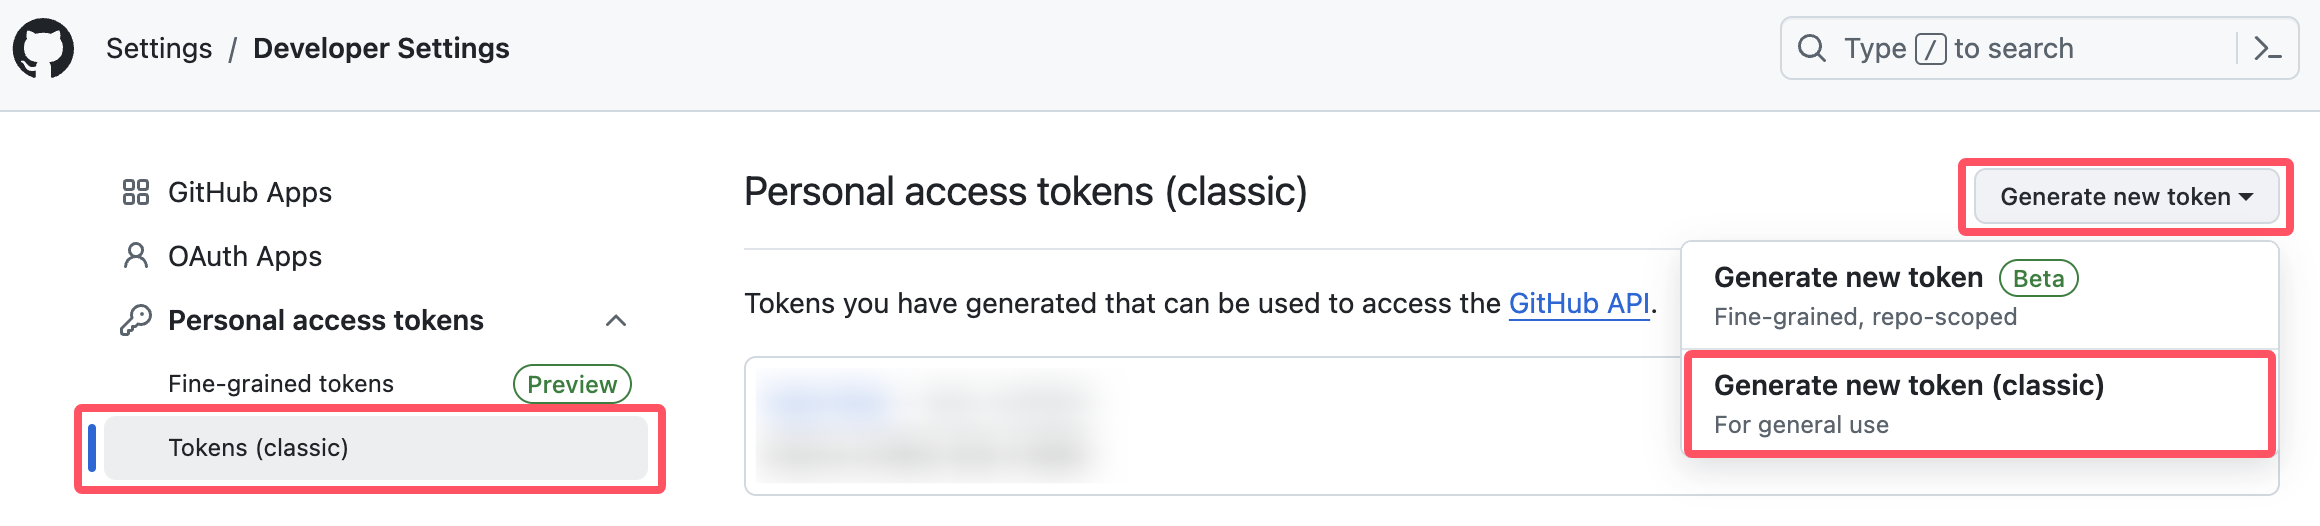 Settings / Developer Settings
Type / to search
GitHub Apps
OAuth Apps
Personal access tokens
Fine-grained tokens Preview
Tokens (classic)
Personal access tokens (classic)
Generate new token
Tokens you have generated that can be used to access the GitHub API.
Generate new token Beta
Fine-grained, repo-scoped
Generate new token (classic)
For general use